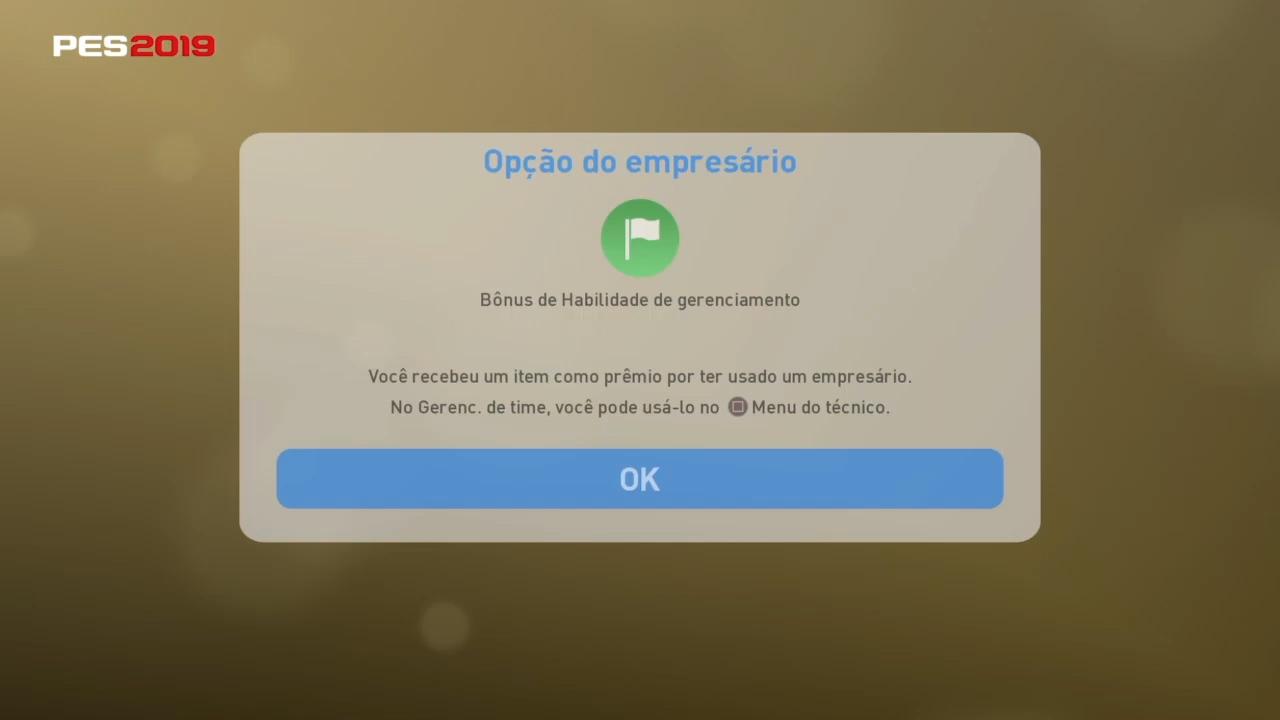 PES2019
Opção do empresário
Bônus de Habilidade de gerenciamento
Você recebeu um item como prêmio por ter usado um empresário.
No Gerenc. de time, você pode usá-lo no Menu do técnico.
OK